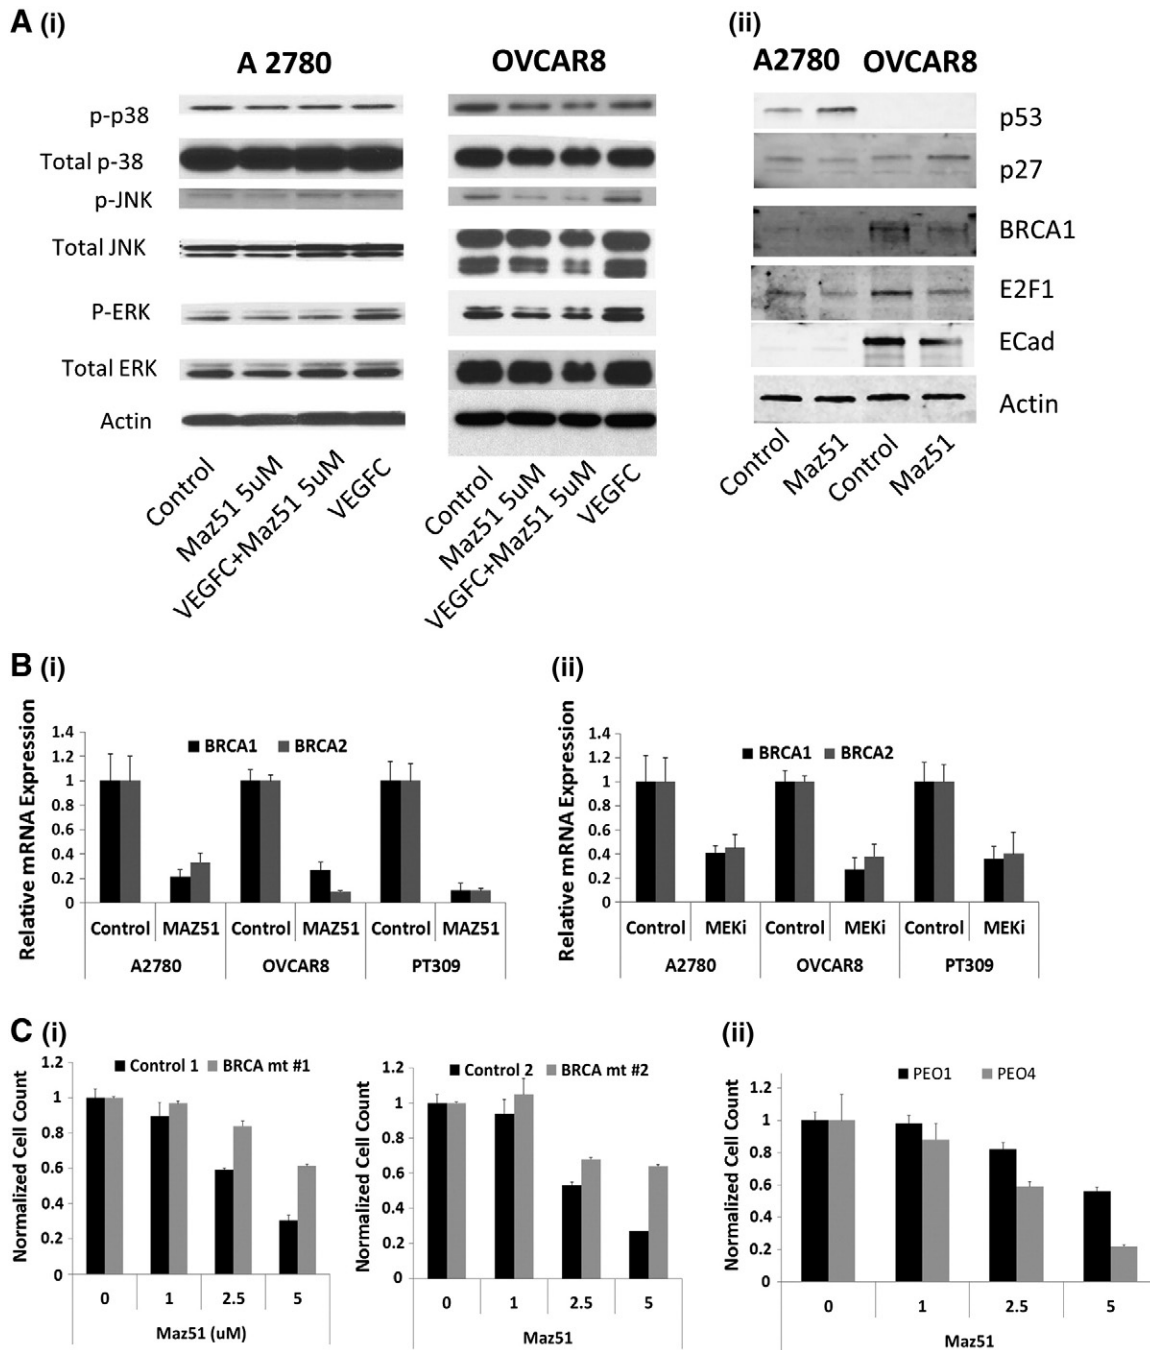 A (i)
(ii)
A 2780
OVCAR8
A2780 OVCAR8
p-p38
Total p-38
p-JNK
Total JNK
P-ERK
Total ERK
Actin
Control
Maz51 5uM
VEGFC+Maz51 5uM
VEGFC
Control
Maz51 5uM
VEGFC+Maz51 5uM
VEGFC
p53
p27
BRCA1
E2F1
ECad
Actin
Control
Maz51
Control
Maz51
B (i)
(ii)
Relative mRNA Expression
1.4
1.2
1
0.8
0.6
0.4
0.2
0
BRCA1 BRCA2
Control MAZ51 Control MAZ51 Control MAZ51
A2780 OVCAR8 PT309
Relative mRNA Expression
1.4
1.2
1
0.8
0.6
0.4
0.2
0
BRCA1 BRCA2
Control MEKi Control MEKi Control MEKi
A2780 OVCAR8 PT309
C (i)
(ii)
Normalized Cell Count
1.2
1
0.8
0.6
0.4
0.2
0
Control 1 BRCA mt #1
0 1 2.5 5
Maz51 (uM)
Normalized Cell Count
1.2
1
0.8
0.6
0.4
0.2
0
Control 2 BRCA mt #2
0 1 2.5 5
Maz51
Normalized Cell Count
1.2
1
0.8
0.6
0.4
0.2
0
PEO1 PEO4
0 1 2.5 5
Maz51